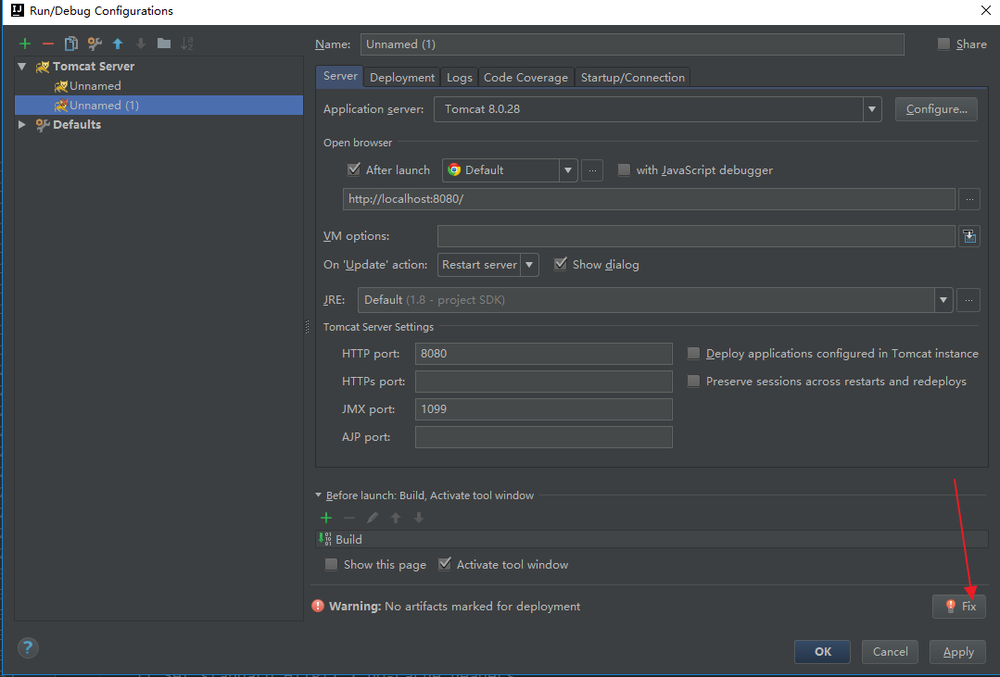 Run/Debug Configurations
Name: Unnamed (1) Share
Tomcat Server
Unnamed
Unnamed (1)
Defaults
Server Deployment Logs Code Coverage Startup/Connection
Application server: Tomcat 8.0.28 Configure...
Open browser
After launch Default ... with JavaScript debugger
http://localhost:8080/ ...
VM options:
On 'Update' action: Restart server Show dialog
JRE: Default (1.8 - project SDK) ...
Tomcat Server Settings
HTTP port: 8080 Deploy applications configured in Tomcat instance
HTTPs port: Preserve sessions across restarts and redeploys
JMX port: 1099
AJP port:
Before launch: Build, Activate tool window
Build
Show this page Activate tool window
Warning: No artifacts marked for deployment Fix
? OK Cancel Apply